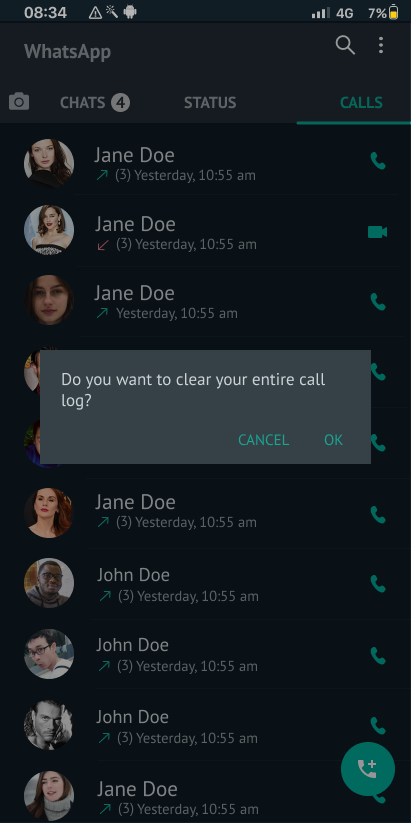 08:34 4G 7%
WhatsApp
CHATS 4 STATUS CALLS
Jane Doe
(3) Yesterday, 10:55 am
Jane Doe
(3) Yesterday, 10:55 am
Jane Doe
Yesterday, 10:55 am
Do you want to clear your entire call
log?
CANCEL OK
Jane Doe
(3) Yesterday, 10:55 am
John Doe
(3) Yesterday, 10:55 am
John Doe
(3) Yesterday, 10:55 am
John Doe
(3) Yesterday, 10:55 am
Jane Doe
(3) Yesterday, 10:55 am